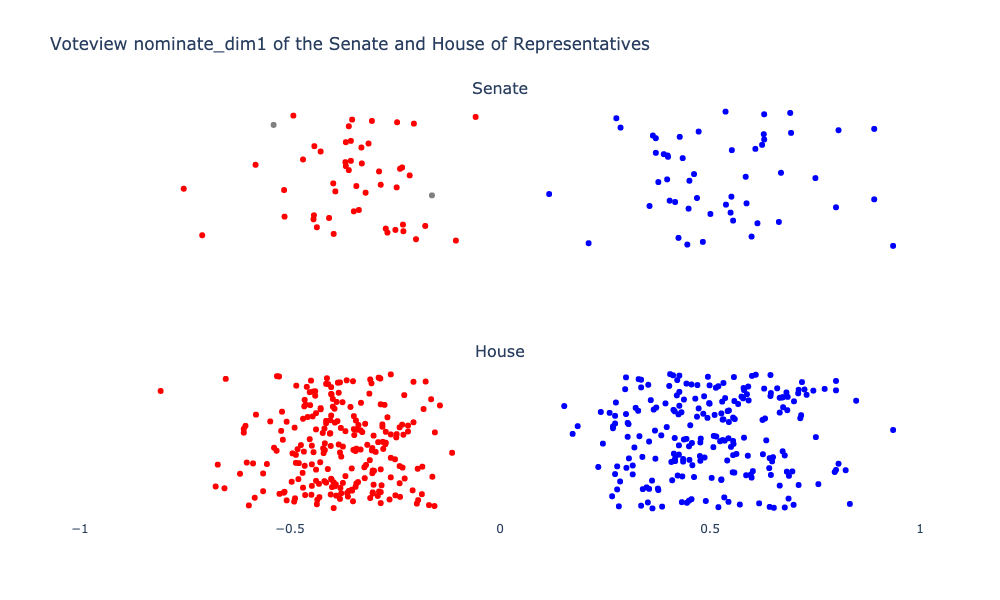 Voteview nominate_dim1 of the Senate and House of Representatives
Senate
House
−1
−0.5
0
0.5
1